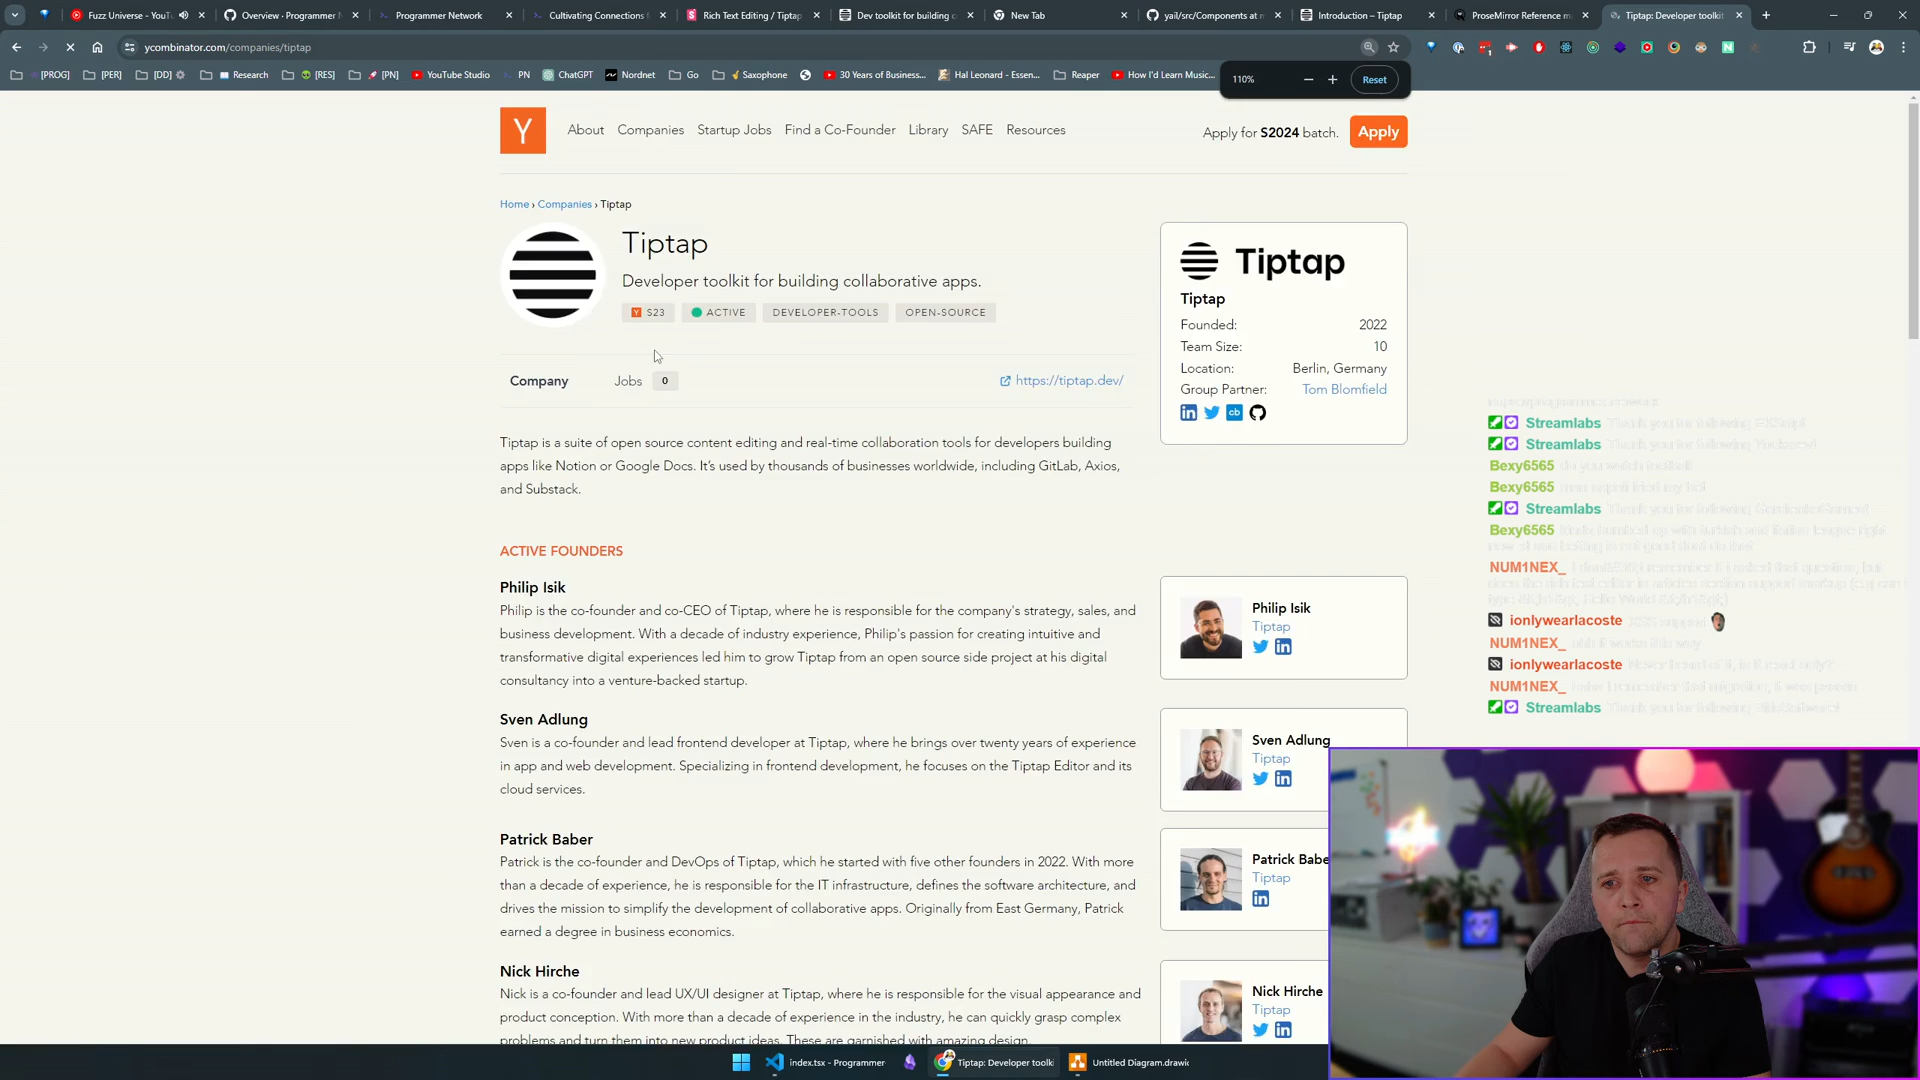 Fuzz Universe - YouTu
Overview · Programmer N
Programmer Network
Cultivating Connections fo
Rich Text Editing / Tiptap
Dev toolkit for building co
New Tab
yail/src/Components at m
Introduction – Tiptap
ProseMirror Reference ma
Tiptap: Developer toolkit
ycombinator.com/companies/tiptap
[PROG]
[PER]
[DD]
Research
[RES]
[PN]
YouTube Studio
PN
ChatGPT
Nordnet
Go
Saxophone
30 Years of Business...
Hal Leonard - Essen...
Reaper
How I'd Learn Music...
110%
Reset
Y
About
Companies
Startup Jobs
Find a Co-Founder
Library
SAFE
Resources
Apply for S2024 batch.
Apply
Home › Companies › Tiptap
Tiptap
Developer toolkit for building collaborative apps.
Y S23
ACTIVE
DEVELOPER-TOOLS
OPEN-SOURCE
Company
Jobs 0
https://tiptap.dev/
Tiptap
Tiptap
Founded: 2022
Team Size: 10
Location: Berlin, Germany
Group Partner: Tom Blomfield
Tiptap is a suite of open source content editing and real-time collaboration tools for developers building
apps like Notion or Google Docs. It's used by thousands of businesses worldwide, including GitLab, Axios,
and Substack.
ACTIVE FOUNDERS
Philip Isik
Philip is the co-founder and co-CEO of Tiptap, where he is responsible for the company's strategy, sales, and
business development. With a decade of industry experience, Philip's passion for creating intuitive and
transformative digital experiences led him to grow Tiptap from an open source side project at his digital
consultancy into a venture-backed startup.
Philip Isik
Tiptap
Sven Adlung
Sven is a co-founder and lead frontend developer at Tiptap, where he brings over twenty years of experience
in app and web development. Specializing in frontend development, he focuses on the Tiptap Editor and its
cloud services.
Sven Adlung
Tiptap
Patrick Baber
Patrick is the co-founder and DevOps of Tiptap, which he started with five other founders in 2022. With more
than a decade of experience, he is responsible for the IT infrastructure, defines the software architecture, and
drives the mission to simplify the development of collaborative apps. Originally from East Germany, Patrick
earned a degree in business economics.
Patrick Babe
Tiptap
Nick Hirche
Nick is a co-founder and lead UX/UI designer at Tiptap, where he is responsible for the visual appearance and
product conception. With more than a decade of experience in the industry, he can quickly grasp complex
problems and turn them into new product ideas. These are garnished with amazing design.
Nick Hirche
Tiptap
Streamlabs
Streamlabs
Bexy6565
Bexy6565
Streamlabs
Bexy6565
NUM1NEX_
ionlywearlacoste
NUM1NEX_
ionlywearlacoste
NUM1NEX_
Streamlabs
index.tsx - Programmer
Tiptap: Developer toolki
Untitled Diagram.drawic